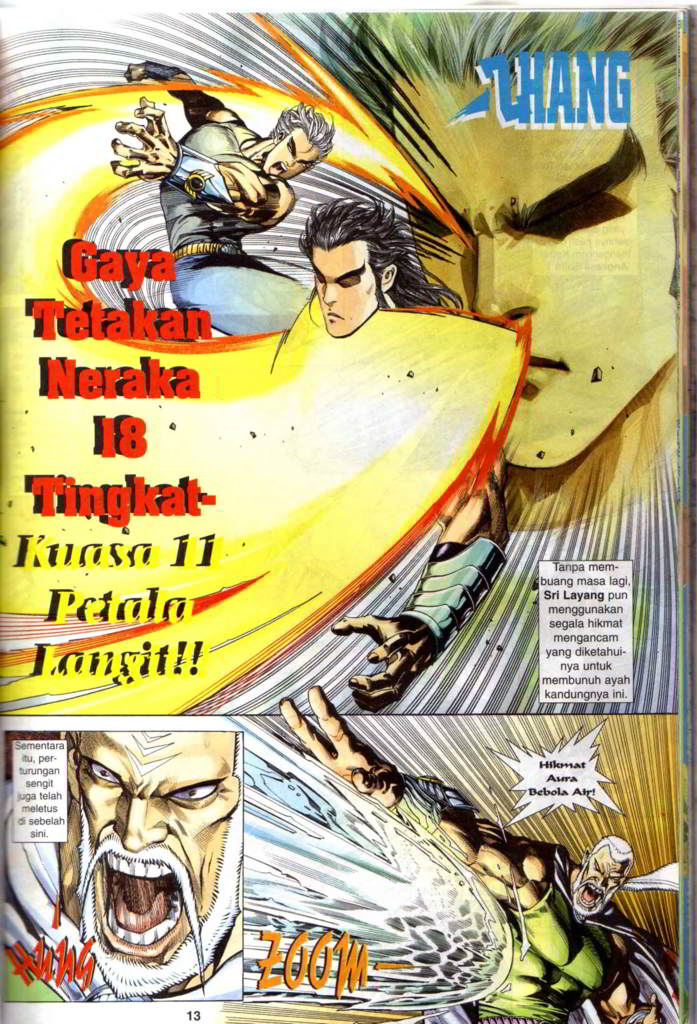 ZHANG
Gaya
Tetakan
Neraka
18
Tingkat-
Kuasa 11
Petala
Langit!!
Tanpa mem-
buang masa lagi,
Sri Layang pun
menggunakan
segala hikmat
mengancam
yang diketahui-
nya untuk
membunuh ayah
kandungnya ini.
Sementara
itu, per-
turungan
sengit
juga telah
meletus
di sebelah
sini.
Hikmat
Aura
Bebola Air!
ZOOM—
13